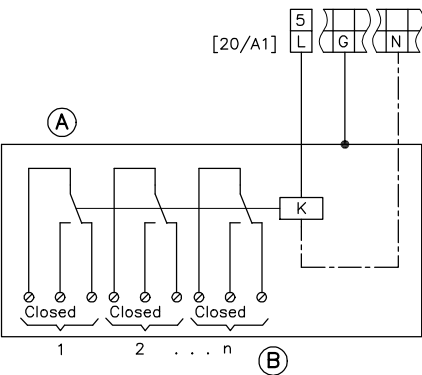 5
[20/A1] L G N
A
K
Closed Closed Closed
1 2 . . . n
B